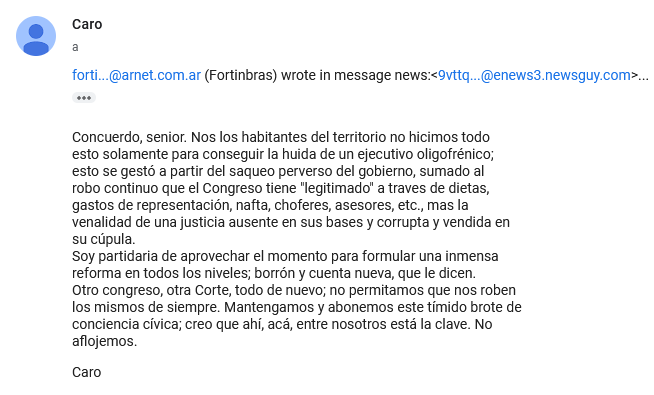 Caro
a
forti...@arnet.com.ar (Fortinbras) wrote in message news:<9vttq...@enews3.newsguy.com>...
•••
Concuerdo, senior. Nos los habitantes del territorio no hicimos todo
esto solamente para conseguir la huida de un ejecutivo oligofrénico;
esto se gestó a partir del saqueo perverso del gobierno, sumado al
robo continuo que el Congreso tiene "legitimado" a traves de dietas,
gastos de representación, nafta, choferes, asesores, etc., mas la
venalidad de una justicia ausente en sus bases y corrupta y vendida en
su cúpula.
Soy partidaria de aprovechar el momento para formular una inmensa
reforma en todos los niveles; borrón y cuenta nueva, que le dicen.
Otro congreso, otra Corte, todo de nuevo; no permitamos que nos roben
los mismos de siempre. Mantengamos y abonemos este tímido brote de
conciencia cívica; creo que ahí, acá, entre nosotros está la clave. No
aflojemos.
Caro